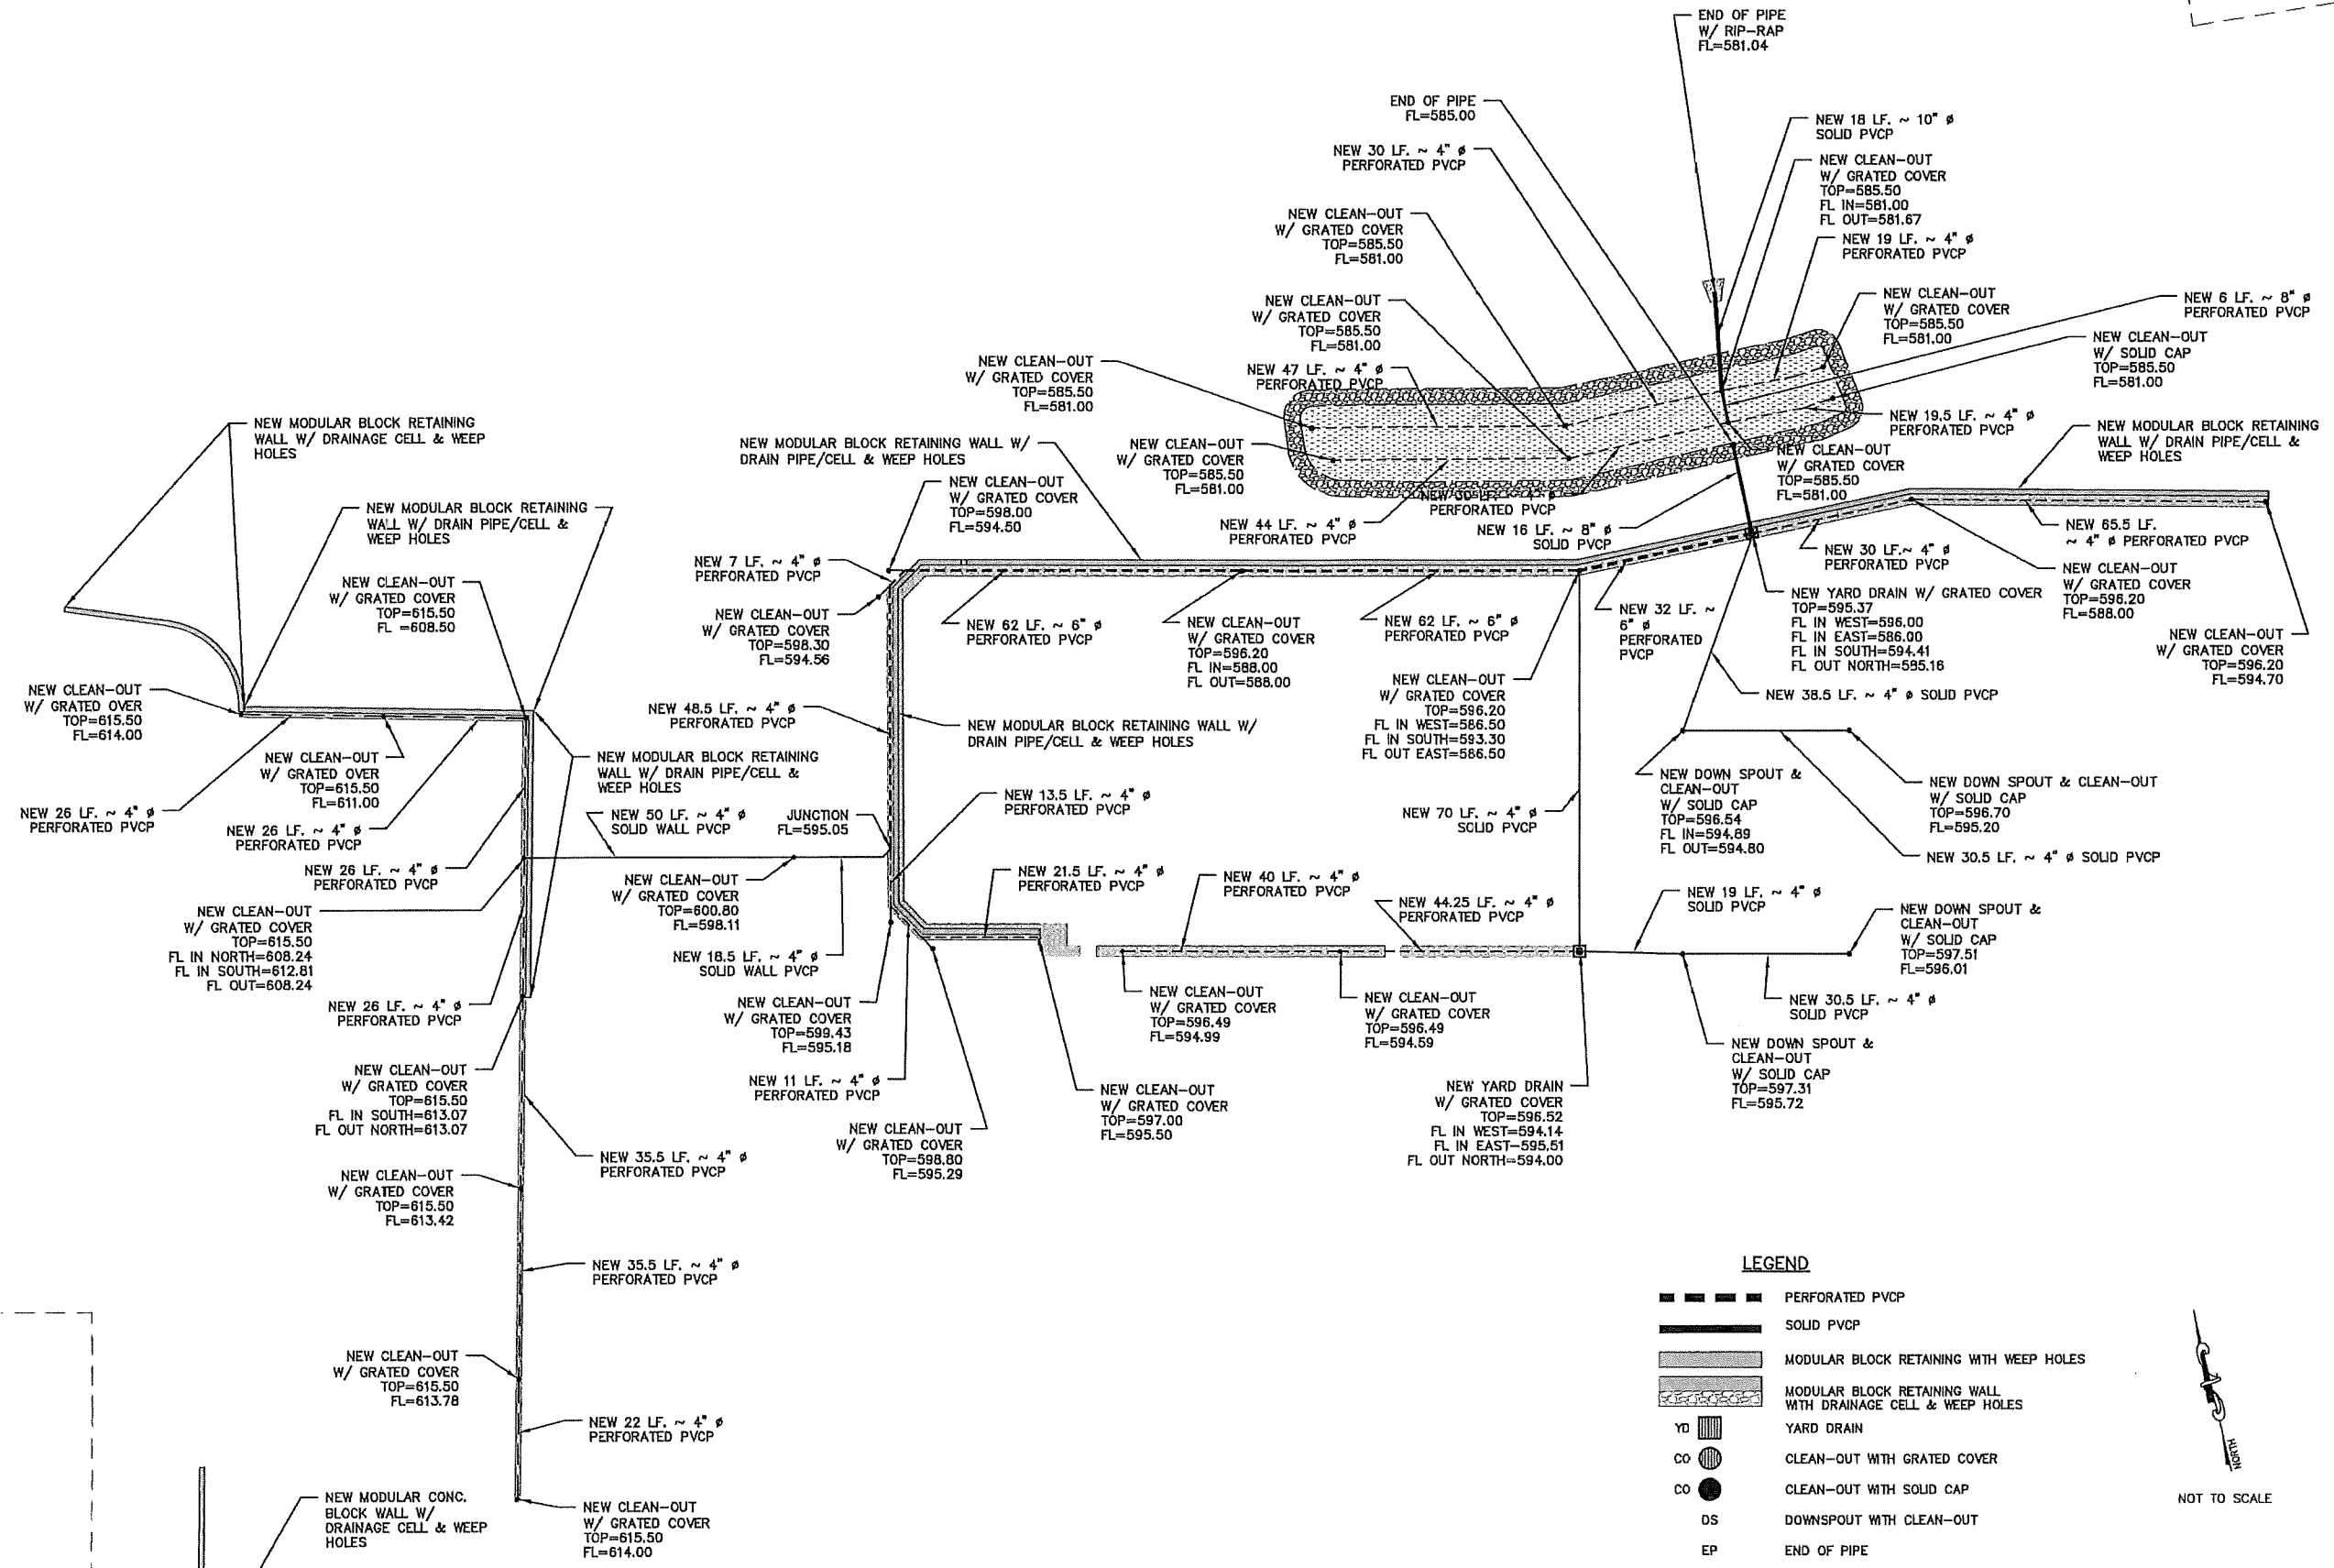 END OF PIPE
W/ RIP-RAP
FL=581.04
END OF PIPE
FL=585.00
NEW 18 LF. ~ 10" ø
SOLID PVCP
NEW 30 LF. ~ 4" ø
PERFORATED PVCP
NEW CLEAN-OUT
W/ GRATED COVER
TOP=585.50
FL IN=581.00
FL OUT=581.67
NEW CLEAN-OUT
W/ GRATED COVER
TOP=585.50
FL=581.00
NEW 19 LF. ~ 4" ø
PERFORATED PVCP
NEW CLEAN-OUT
W/ GRATED COVER
TOP=585.50
FL=581.00
NEW CLEAN-OUT
W/ GRATED COVER
TOP=585.50
FL=581.00
NEW 6 LF. ~ 8" ø
PERFORATED PVCP
NEW CLEAN-OUT
W/ SOLID CAP
TOP=585.50
FL=581.00
NEW CLEAN-OUT
W/ GRATED COVER
TOP=585.50
FL=581.00
NEW 47 LF. ~ 4" ø
PERFORATED PVCP
NEW 19.5 LF. ~ 4" ø
PERFORATED PVCP
NEW MODULAR BLOCK RETAINING
WALL W/ DRAINAGE CELL & WEEP
HOLES
NEW MODULAR BLOCK RETAINING WALL W/
DRAIN PIPE/CELL & WEEP HOLES
NEW CLEAN-OUT
W/ GRATED COVER
TOP=585.50
FL=581.00
NEW CLEAN-OUT
W/ GRATED COVER
TOP=585.50
FL=581.00
NEW MODULAR BLOCK RETAINING
WALL W/ DRAIN PIPE/CELL &
WEEP HOLES
NEW CLEAN-OUT
W/ GRATED COVER
TOP=598.00
FL=594.50
NEW 30 LF. ~ 4" ø
PERFORATED PVCP
NEW MODULAR BLOCK RETAINING
WALL W/ DRAIN PIPE/CELL &
WEEP HOLES
NEW 44 LF. ~ 4" ø
PERFORATED PVCP
NEW 16 LF. ~ 8" ø
SOLID PVCP
NEW 65.5 LF.
~ 4" ø PERFORATED PVCP
NEW 30 LF.~ 4" ø
PERFORATED PVCP
NEW 7 LF. ~ 4" ø
PERFORATED PVCP
NEW CLEAN-OUT
W/ GRATED COVER
TOP=615.50
FL =608.50
NEW CLEAN-OUT
W/ GRATED COVER
TOP=596.20
FL=588.00
NEW YARD DRAIN W/ GRATED COVER
TOP=595.37
FL IN WEST=596.00
FL IN EAST=586.00
FL IN SOUTH=594.41
FL OUT NORTH=585.16
NEW CLEAN-OUT
W/ GRATED COVER
TOP=598.30
FL=594.56
NEW 62 LF. ~ 6" ø
PERFORATED PVCP
NEW CLEAN-OUT
W/ GRATED COVER
TOP=596.20
FL IN=588.00
FL OUT=588.00
NEW 62 LF. ~ 6" ø
PERFORATED PVCP
NEW 32 LF. ~
6" ø
PERFORATED
PVCP
NEW CLEAN-OUT
W/ GRATED COVER
TOP=596.20
FL=594.70
NEW CLEAN-OUT
W/ GRATED OVER
TOP=615.50
FL=614.00
NEW 48.5 LF. ~ 4" ø
PERFORATED PVCP
NEW CLEAN-OUT
W/ GRATED COVER
TOP=596.20
FL IN WEST=586.50
FL IN SOUTH=593.30
FL OUT EAST=586.50
NEW 38.5 LF. ~ 4" ø SOLID PVCP
NEW MODULAR BLOCK RETAINING WALL W/
DRAIN PIPE/CELL & WEEP HOLES
NEW CLEAN-OUT
W/ GRATED OVER
TOP=615.50
FL=611.00
NEW MODULAR BLOCK RETAINING
WALL W/ DRAIN PIPE/CELL &
WEEP HOLES
NEW DOWN SPOUT &
CLEAN-OUT
W/ SOLID CAP
TOP=596.54
FL IN=594.89
FL OUT=594.80
NEW DOWN SPOUT & CLEAN-OUT
W/ SOLID CAP
TOP=596.70
FL=595.20
NEW 26 LF. ~ 4" ø
PERFORATED PVCP
NEW 26 LF. ~ 4" ø
PERFORATED PVCP
NEW 50 LF. ~ 4" ø
SOLID WALL PVCP
JUNCTION
FL=595.05
NEW 13.5 LF. ~ 4" ø
PERFORATED PVCP
NEW 70 LF. ~ 4" ø
SOLID PVCP
NEW 30.5 LF. ~ 4" ø SOLID PVCP
NEW 26 LF. ~ 4" ø
PERFORATED PVCP
NEW CLEAN-OUT
W/ GRATED COVER
TOP=600.80
FL=598.11
NEW 21.5 LF. ~ 4" ø
PERFORATED PVCP
NEW 40 LF. ~ 4" ø
PERFORATED PVCP
NEW 44.25 LF. ~ 4" ø
PERFORATED PVCP
NEW 19 LF. ~ 4" ø
SOLID PVCP
NEW DOWN SPOUT &
CLEAN-OUT
W/ SOLID CAP
TOP=597.51
FL=596.01
NEW CLEAN-OUT
W/ GRATED COVER
TOP=615.50
FL IN NORTH=608.24
FL IN SOUTH=612.81
FL OUT=608.24
NEW 18.5 LF. ~ 4" ø
SOLID WALL PVCP
NEW 26 LF. ~ 4" ø
PERFORATED PVCP
NEW CLEAN-OUT
W/ GRATED COVER
TOP=599.43
FL=595.18
NEW CLEAN-OUT
W/ GRATED COVER
TOP=596.49
FL=594.99
NEW CLEAN-OUT
W/ GRATED COVER
TOP=596.49
FL=594.59
NEW 30.5 LF. ~ 4" ø
SOLID PVCP
NEW DOWN SPOUT &
CLEAN-OUT
W/ SOLID CAP
TOP=597.31
FL=595.72
NEW CLEAN-OUT
W/ GRATED COVER
TOP=615.50
FL IN SOUTH=613.07
FL OUT NORTH=613.07
NEW 11 LF. ~ 4" ø
PERFORATED PVCP
NEW CLEAN-OUT
W/ GRATED COVER
TOP=597.00
FL=595.50
NEW YARD DRAIN
W/ GRATED COVER
TOP=596.52
FL IN WEST=594.14
FL IN EAST=595.51
FL OUT NORTH=594.00
NEW CLEAN-OUT
W/ GRATED COVER
TOP=598.80
FL=595.29
NEW 35.5 LF. ~ 4" ø
PERFORATED PVCP
NEW CLEAN-OUT
W/ GRATED COVER
TOP=615.50
FL=613.42
NEW 35.5 LF. ~ 4" ø
PERFORATED PVCP
NEW CLEAN-OUT
W/ GRATED COVER
TOP=615.50
FL=613.78
NEW 22 LF. ~ 4" ø
PERFORATED PVCP
NEW MODULAR CONC.
BLOCK WALL W/
DRAINAGE CELL & WEEP
HOLES
NEW CLEAN-OUT
W/ GRATED COVER
TOP=615.50
FL=614.00
LEGEND
PERFORATED PVCP
SOLID PVCP
MODULAR BLOCK RETAINING WITH WEEP HOLES
MODULAR BLOCK RETAINING WALL
WITH DRAINAGE CELL & WEEP HOLES
YD YARD DRAIN
CO CLEAN-OUT WITH GRATED COVER
CO CLEAN-OUT WITH SOLID CAP
DS DOWNSPOUT WITH CLEAN-OUT
EP END OF PIPE
NORTH
NOT TO SCALE